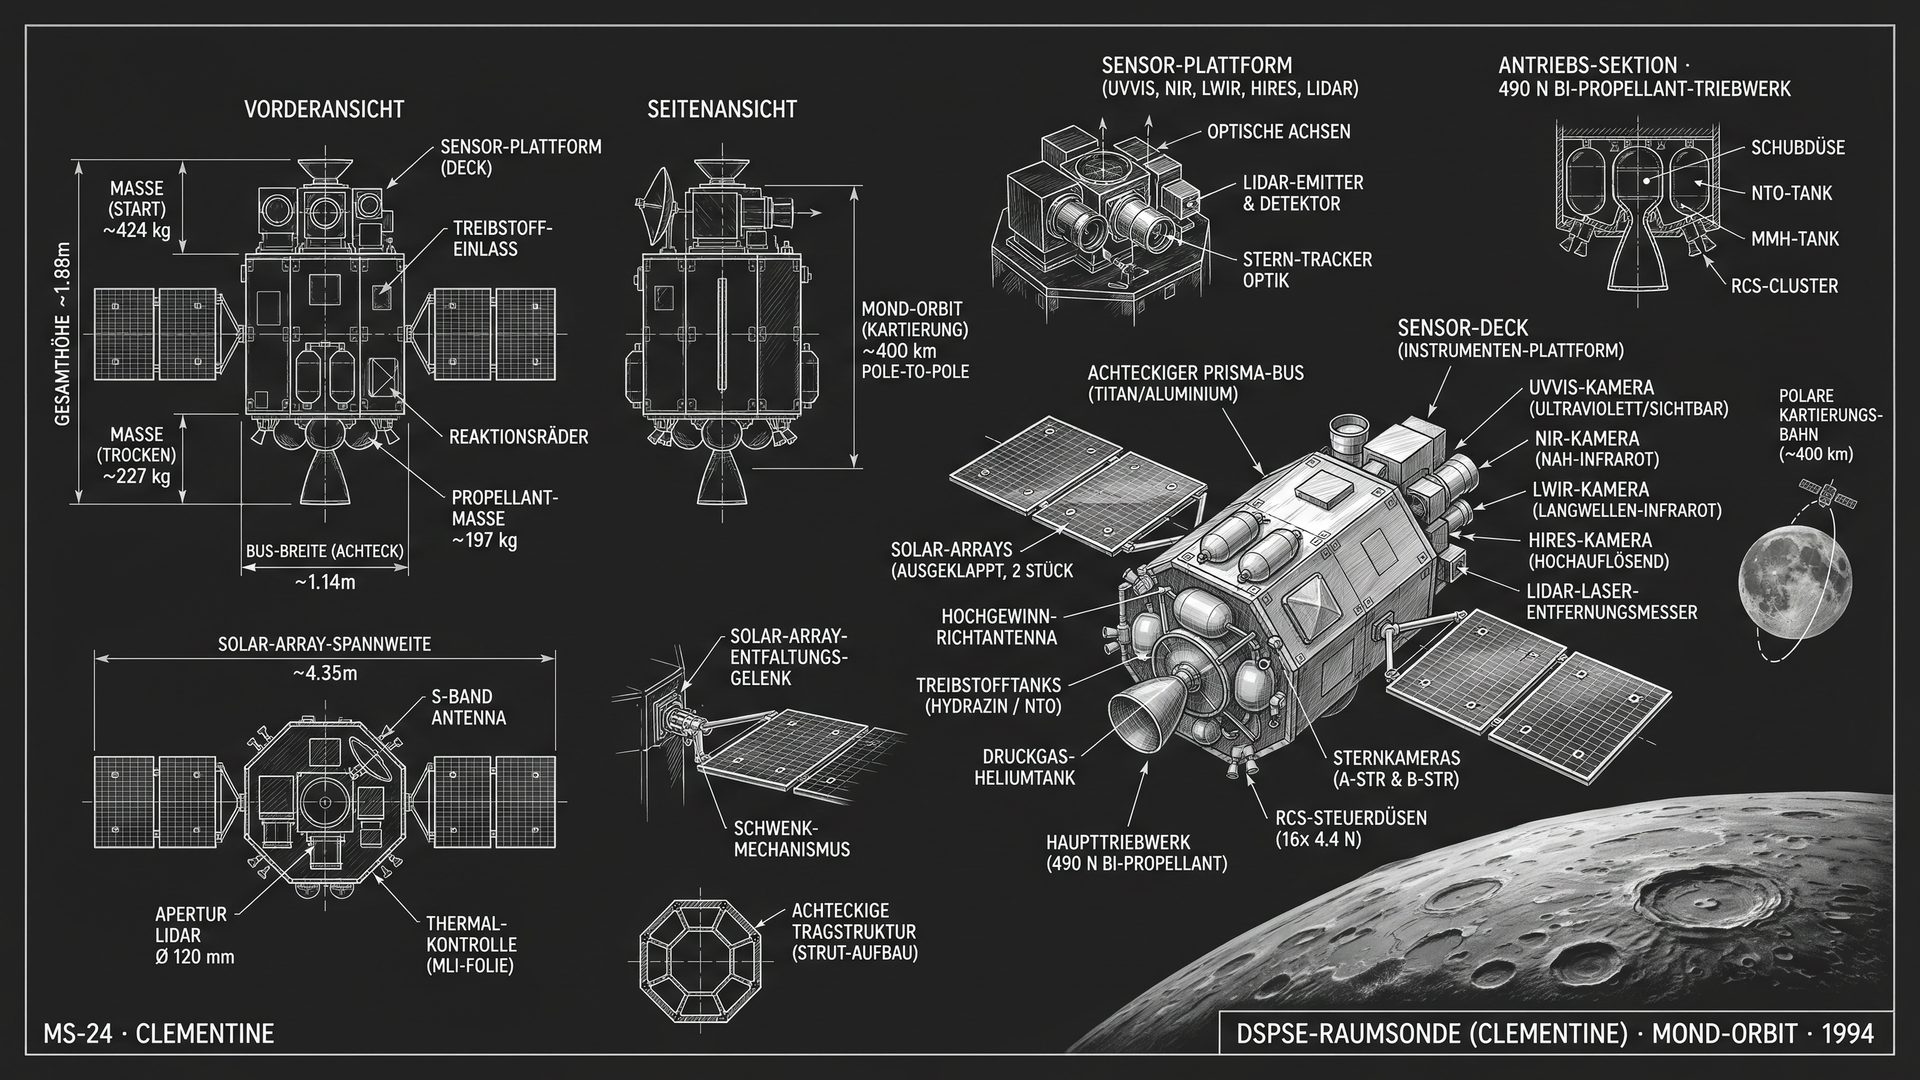 VORDERANSICHT
SEITENANSICHT
SENSOR-PLATTFORM
(UVVIS, NIR, LWIR, HIRES, LIDAR)
ANTRIEBS-SEKTION ·
490 N BI-PROPELLANT-TRIEBWERK
SENSOR-PLATTFORM
(DECK)
MASSE
(START)
~424 kg
TREIBSTOFF-
EINLASS
GESAMTHÖHE ~1.88m
MASSE
(TROCKEN)
~227 kg
REAKTIONSRÄDER
PROPELLANT-
MASSE
~197 kg
BUS-BREITE (ACHTECK)
~1.14m
MOND-ORBIT
(KARTIERUNG)
~400 km
POLE-TO-POLE
OPTISCHE ACHSEN
LIDAR-EMITTER
& DETEKTOR
STERN-TRACKER
OPTIK
SCHUBDÜSE
NTO-TANK
MMH-TANK
RCS-CLUSTER
SENSOR-DECK
(INSTRUMENTEN-PLATTFORM)
ACHTECKIGER PRISMA-BUS
(TITAN/ALUMINIUM)
UVVIS-KAMERA
(ULTRAVIOLETT/SICHTBAR)
NIR-KAMERA
(NAH-INFRAROT)
LWIR-KAMERA
(LANGWELLEN-INFRAROT)
HIRES-KAMERA
(HOCHAUFLÖSEND)
LIDAR-LASER-
ENTFERNUNGSMESSER
POLARE
KARTIERUNGS-
BAHN
(~400 km)
SOLAR-ARRAYS
(AUSGEKLAPPT, 2 STÜCK
HOCHGEWINN-
RICHTANTENNA
TREIBSTOFFTANKS
(HYDRAZIN / NTO)
DRUCKGAS-
HELIUMTANK
HAUPTTRIEBWERK
(490 N BI-PROPELLANT)
STERNKAMERAS
(A-STR & B-STR)
RCS-STEUERDÜSEN
(16x 4.4 N)
SOLAR-ARRAY-SPANNWEITE
~4.35m
S-BAND
ANTENNA
APERTUR
LIDAR
Ø 120 mm
THERMAL-
KONTROLLE
(MLI-FOLIE)
SOLAR-ARRAY-
ENTFALTUNGS-
GELENK
SCHWENK-
MECHANISMUS
ACHTECKIGE
TRAGSTRUKTUR
(STRUT-AUFBAU)
MS-24 · CLEMENTINE
DSPSE-RAUMSONDE (CLEMENTINE) · MOND-ORBIT · 1994